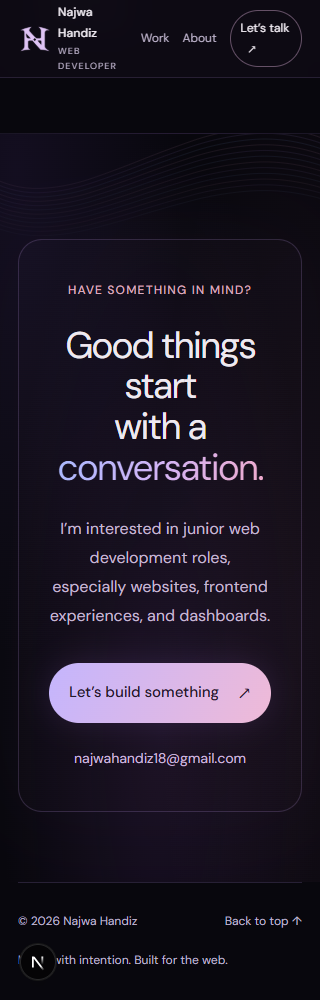 Najwa
Handiz
WEB
DEVELOPER
Work
About
Let's talk
↗
HAVE SOMETHING IN MIND?
Good things
start
with a
conversation.
I'm interested in junior web
development roles,
especially websites, frontend
experiences, and dashboards.
Let's build something ↗
najwahandiz18@gmail.com
© 2026 Najwa Handiz
Back to top ↑
with intention. Built for the web.